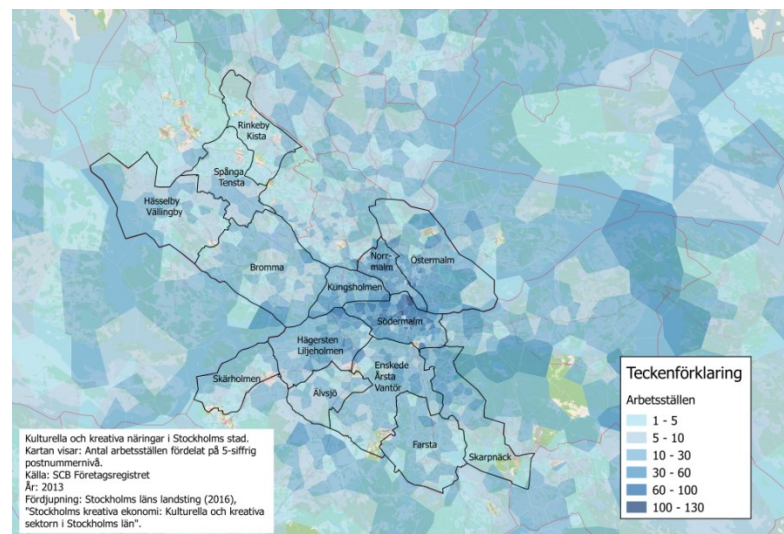 Rinkeby
Kista
Spånga
Tensta
Hässelby
Vällingby
Bromma
Norr-
malm
Östermalm
Kungsholmen
Södermalm
Hägersten
Liljeholmen
Enskede
Årsta
Vantör
Skärholmen
Älvsjö
Farsta
Skarpnäck
Teckenförklaring
Arbetsställen
1 - 5
5 - 10
10 - 30
30 - 60
60 - 100
100 - 130
Kulturella och kreativa näringar i Stockholms stad.
Kartan visar: Antal arbetsställen fördelat på 5-siffrig
postnummernivå.
Källa: SCB Företagsregistret
År: 2013
Fördjupning: Stockholms läns landsting (2016),
"Stockholms kreativa ekonomi: Kulturella och kreativa
sektorn i Stockholms län".